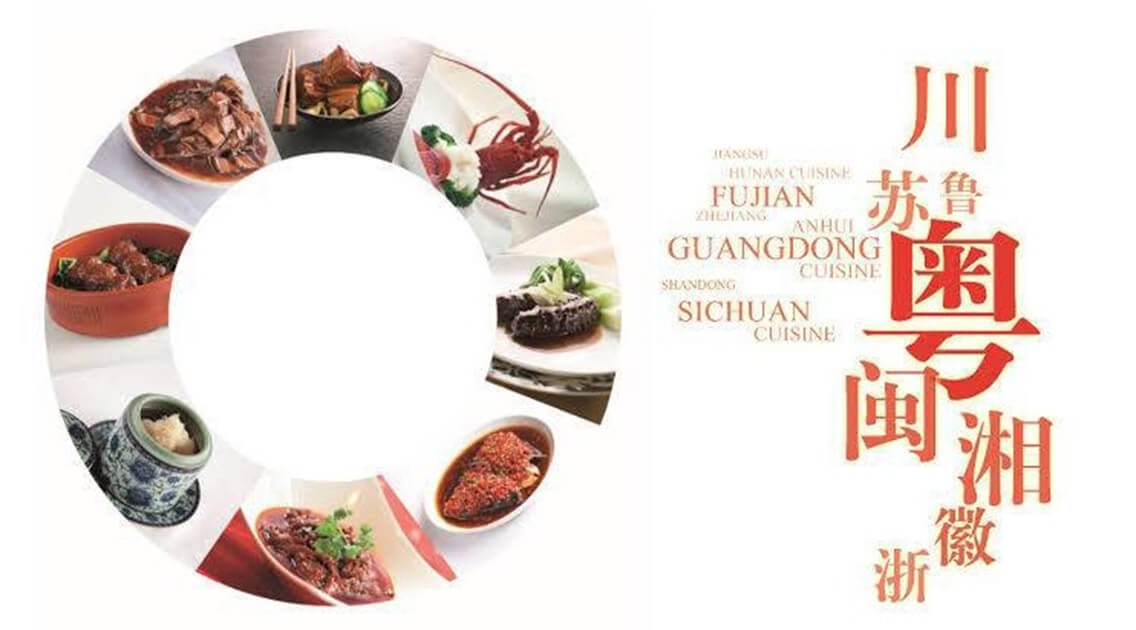 JIANGSU
HUNAN CUISINE
FUJIAN
ZHEJIANG
ANHUI
GUANGDONG
CUISINE
SHANDONG
SICHUAN
CUISINE
川
苏 鲁
粤
闽
湘
徽
浙